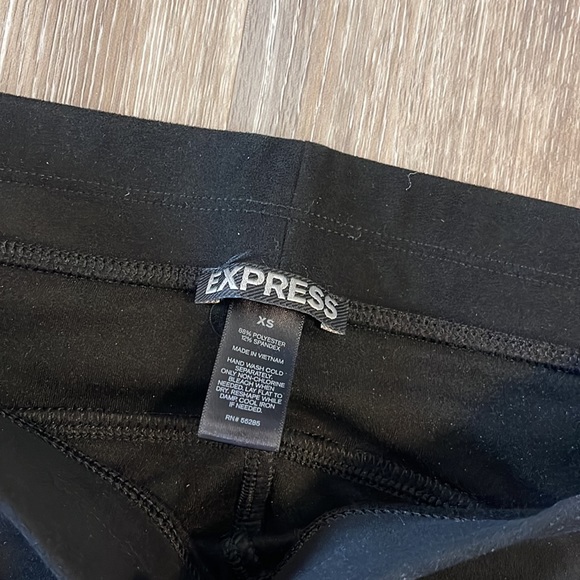 EXPRESS
XS
88% POLYESTER
12% SPANDEX
MADE IN VIETNAM
HAND WASH COLD
SEPARATELY.
ONLY NON-CHLORINE
BLEACH WHEN
NEEDED. LAY FLAT TO
DRY. RESHAPE WHILE
DAMP. COOL IRON
IF NEEDED.
RN# 56285